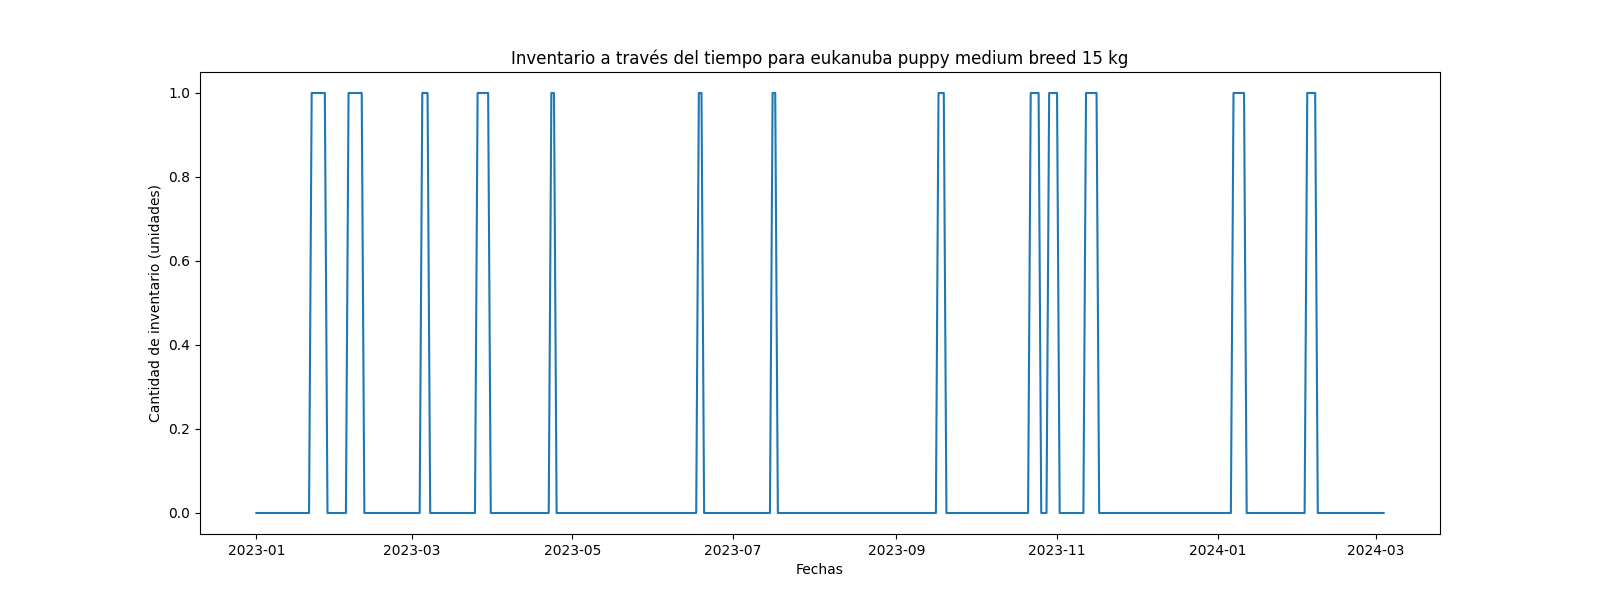 Inventario a través del tiempo para eukanuba puppy medium breed 15 kg
Cantidad de inventario (unidades)
1.0
0.8
0.6
0.4
0.2
0.0
2023-01 2023-03 2023-05 2023-07 2023-09 2023-11 2024-01 2024-03
Fechas